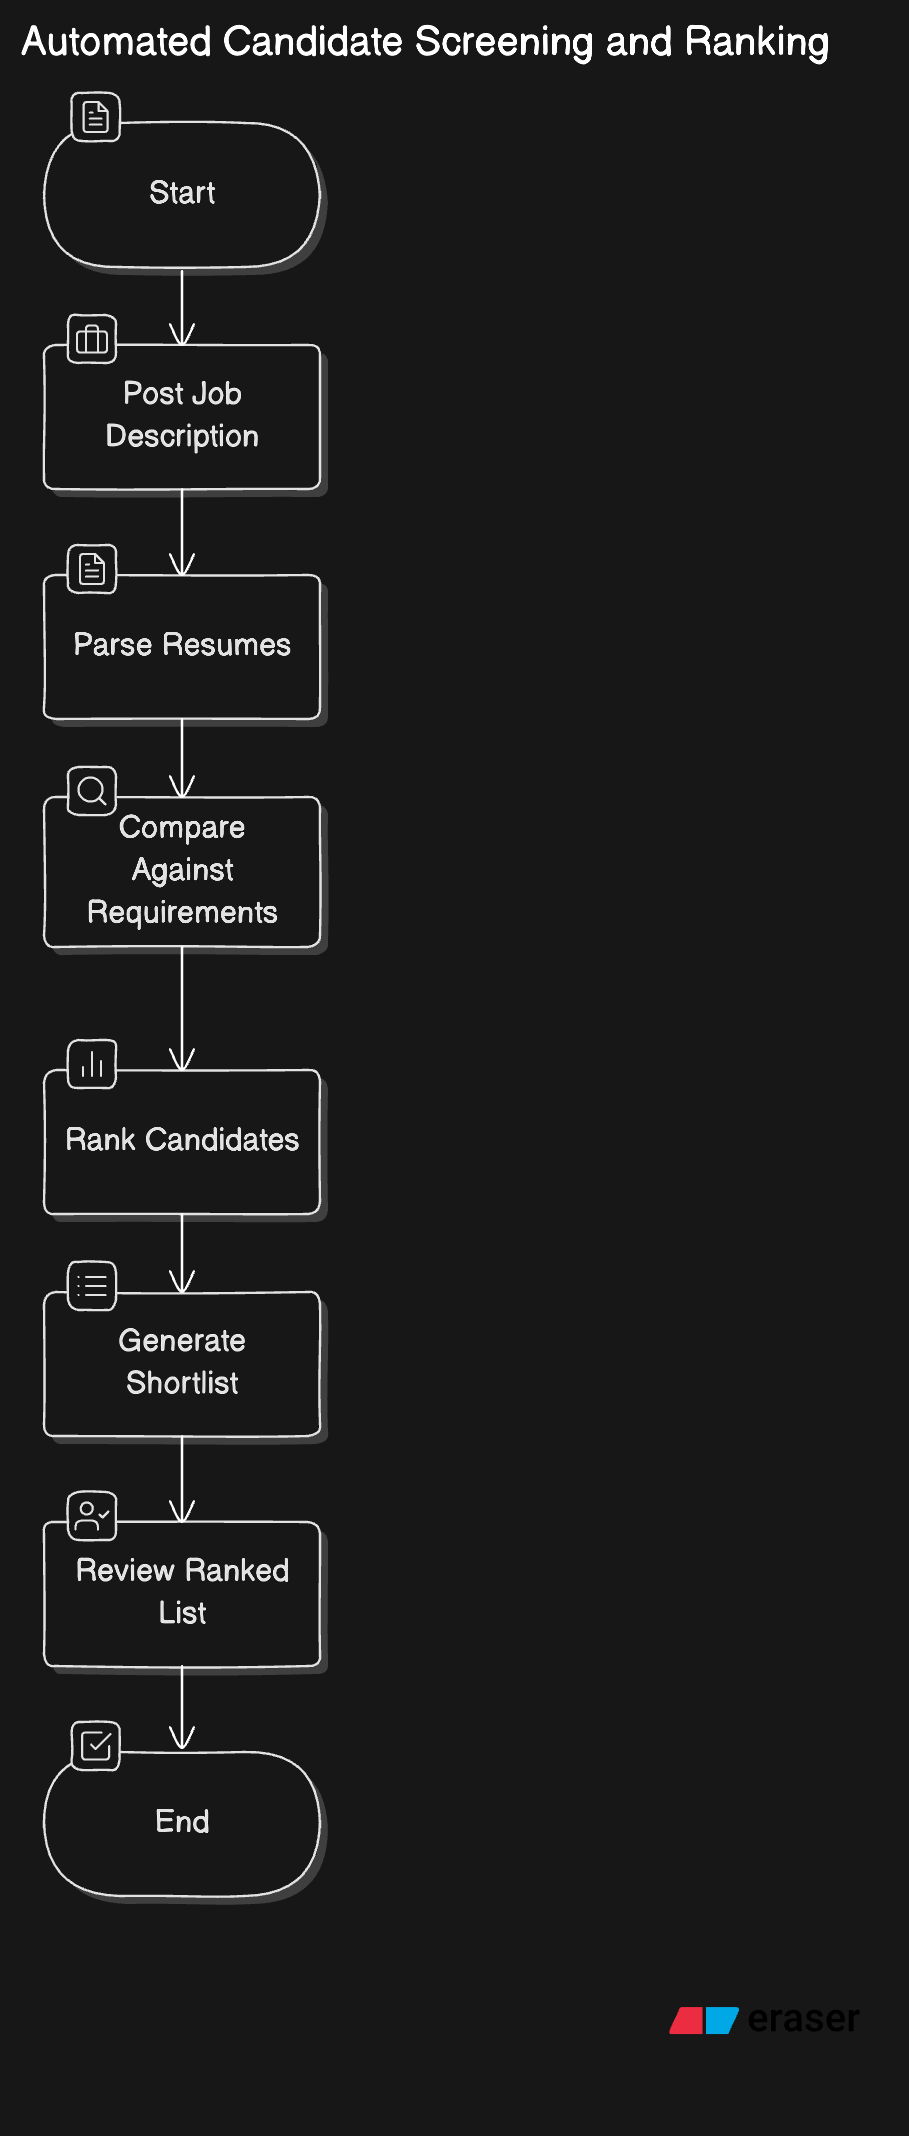 Automated Candidate Screening and Ranking
Start
Post Job
Description
Parse Resumes
Compare
Against
Requirements
Rank Candidates
Generate
Shortlist
Review Ranked
List
End
eraser